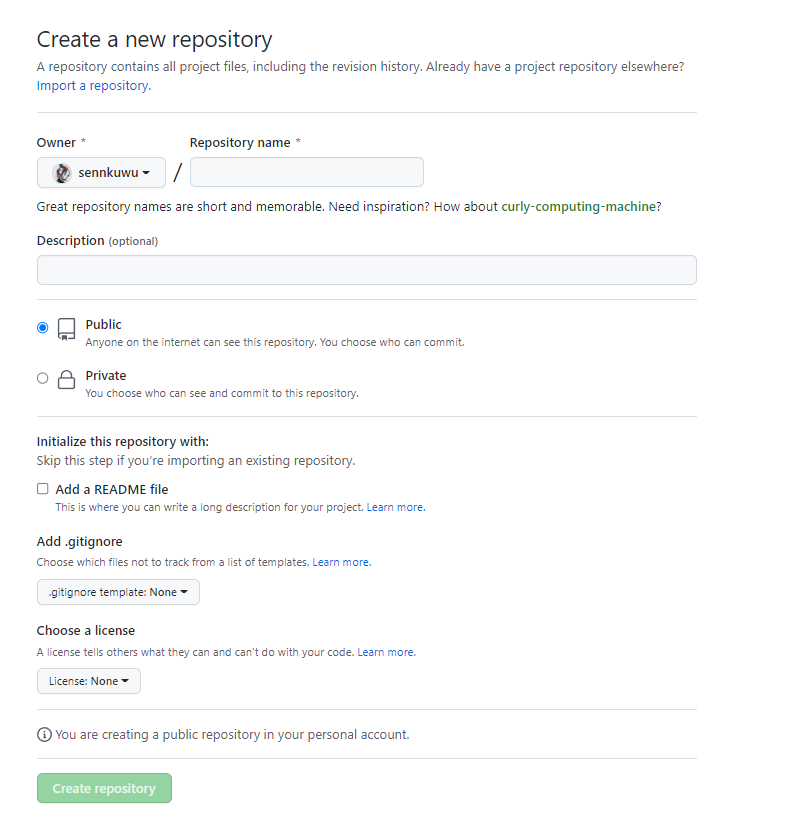 Create a new repository
A repository contains all project files, including the revision history. Already have a project repository elsewhere?
Import a repository.
Owner *
Repository name *
sennkuwu
/
Great repository names are short and memorable. Need inspiration? How about curly-computing-machine?
Description (optional)
Public
Anyone on the internet can see this repository. You choose who can commit.
Private
You choose who can see and commit to this repository.
Initialize this repository with:
Skip this step if you're importing an existing repository.
Add a README file
This is where you can write a long description for your project. Learn more.
Add .gitignore
Choose which files not to track from a list of templates. Learn more.
.gitignore template: None
Choose a license
A license tells others what they can and can't do with your code. Learn more.
License: None
You are creating a public repository in your personal account.
Create repository